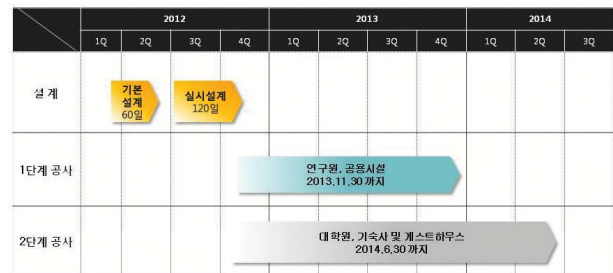 2012 2013 2014
1Q 2Q 3Q 4Q 1Q 2Q 3Q 4Q 1Q 2Q 3Q
설 계
기본
설계
60일
실시설계
120일
1단계 공사
연구원, 공용시설
2013.11.30 까지
2단계 공사
대학원, 기숙사 및 게스트하우스
2014.6.30 까지